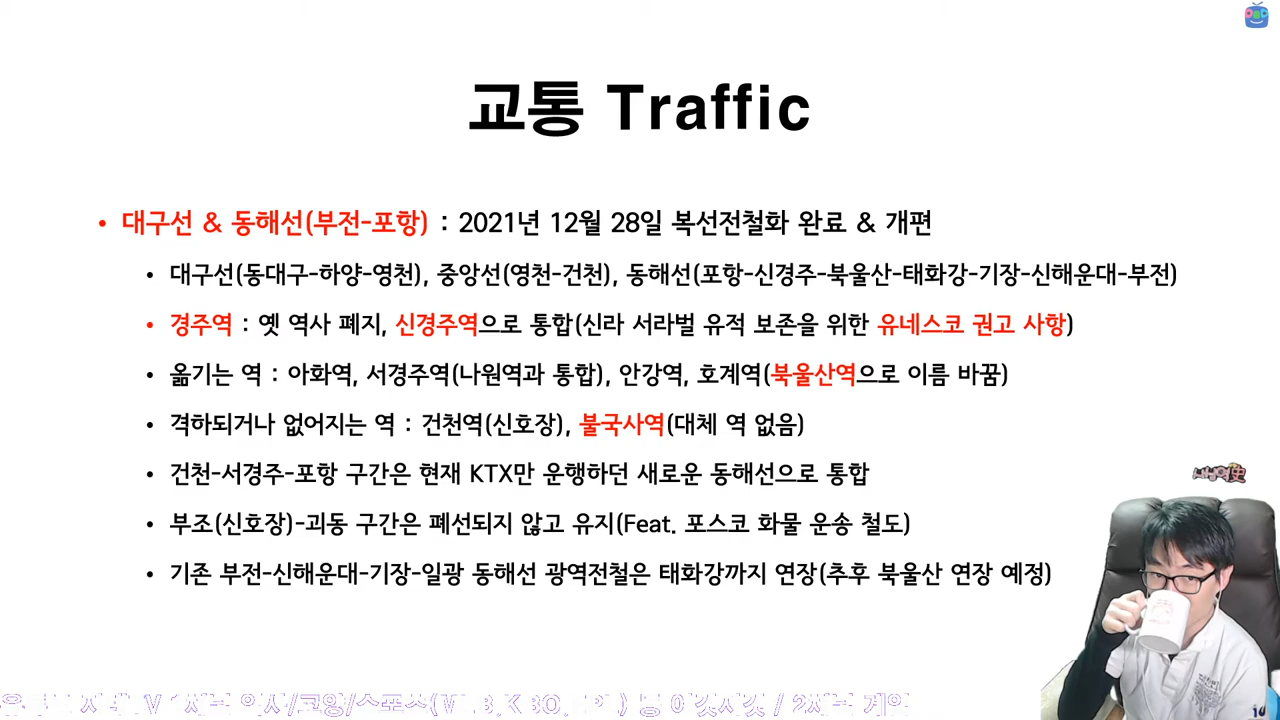 교통 Traffic
• 대구선 & 동해선(부전-포항) : 2021년 12월 28일 복선전철화 완료 & 개편
• 대구선(동대구-하양-영천), 중앙선(영천-건천), 동해선(포항-신경주-북울산-태화강-기장-신해운대-부전)
• 경주역 : 옛 역사 폐지, 신경주역으로 통합(신라 서라벌 유적 보존을 위한 유네스코 권고 사항)
• 옮기는 역 : 아화역, 서경주역(나원역과 통합), 안강역, 호계역(북울산역으로 이름 바꿈)
• 격하되거나 없어지는 역 : 건천역(신호장), 불국사역(대체 역 없음)
• 건천-서경주-포항 구간은 현재 KTX만 운행하던 새로운 동해선으로 통합
• 부조(신호장)-괴동 구간은 폐선되지 않고 유지(Feat. 포스코 화물 운송 철도)
• 기존 부전-신해운대-기장-일광 동해선 광역전철은 태화강까지 연장(추후 북울산 연장 예정)